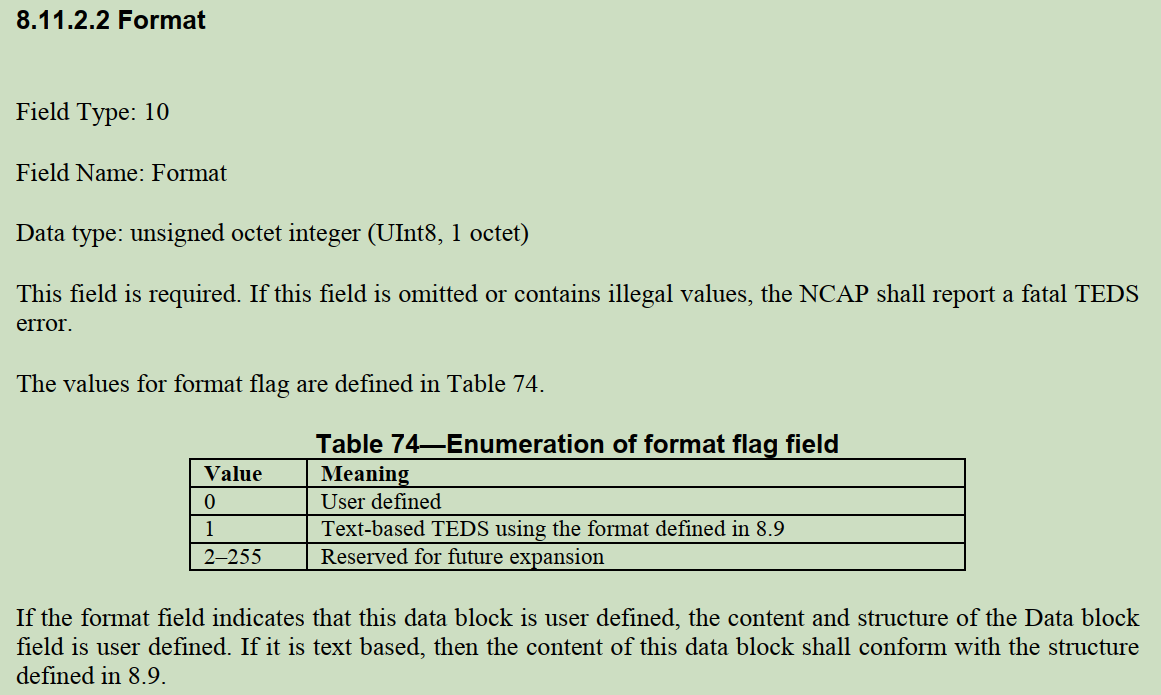 8.11.2.2 Format
Field Type: 10
Field Name: Format
Data type: unsigned octet integer (UInt8, 1 octet)
This field is required. If this field is omitted or contains illegal values, the NCAP shall report a fatal TEDS
error.
The values for format flag are defined in Table 74.
Table 74—Enumeration of format flag field
Value Meaning
0 User defined
1 Text-based TEDS using the format defined in 8.9
2–255 Reserved for future expansion
If the format field indicates that this data block is user defined, the content and structure of the Data block
field is user defined. If it is text based, then the content of this data block shall conform with the structure
defined in 8.9.